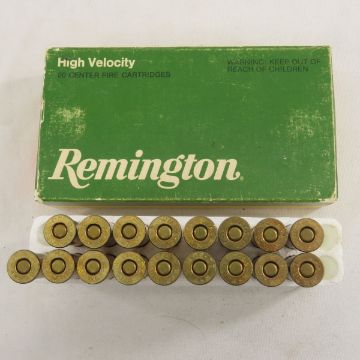 High Velocity
20 CENTER FIRE CARTRIDGES
WARNING: KEEP OUT OF
REACH OF CHILDREN
Remington®